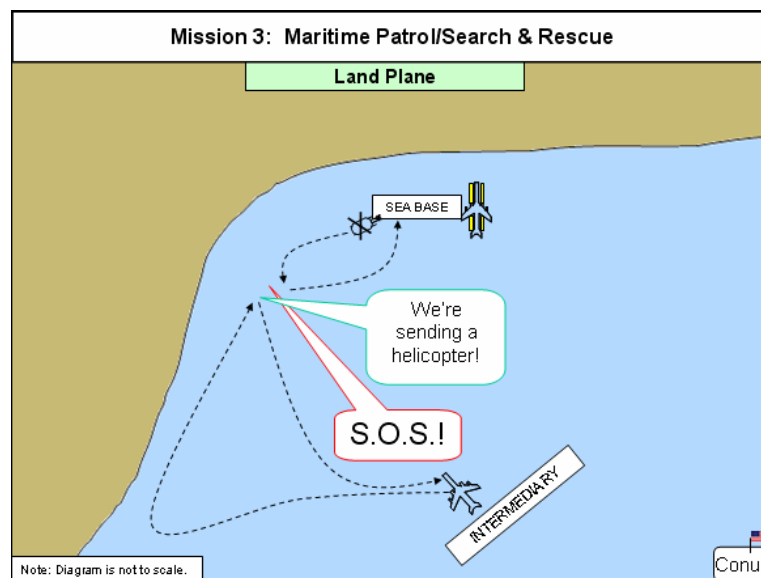 Mission 3:  Maritime Patrol/Search & Rescue
Land Plane
SEA BASE
We're
sending a
helicopter!
S.O.S.!
INTERMEDIARY
Note: Diagram is not to scale.
Conu